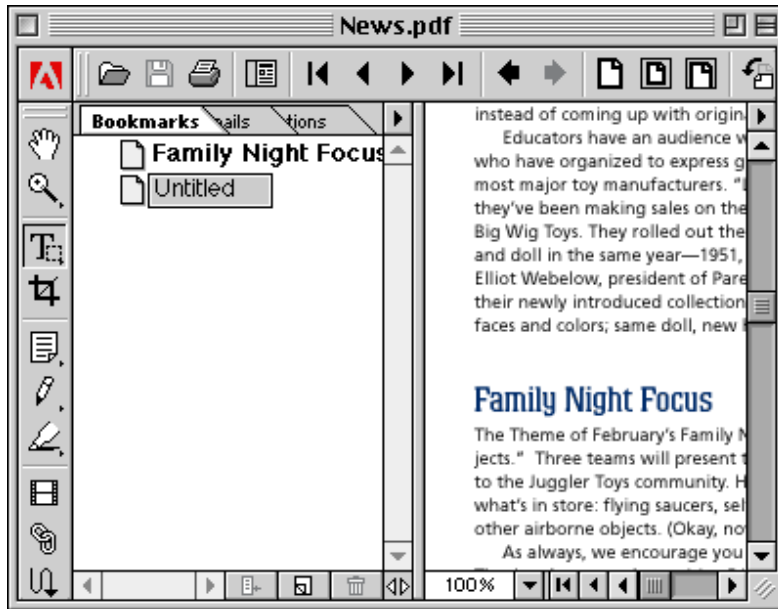 News.pdf
Bookmarks
Family Night Focus
Untitled
instead of coming up with
Educators have an audience
who have organized to express
most major toy manufacturers.
they've been making sales on the
Big Wig Toys. They rolled out the
and doll in the same year—1951,
Elliot Webelow, president of
their newly introduced collection
faces and colors; same doll, new
Family Night Focus
The Theme of February's Family
jects." Three teams will present
to the Juggler Toys community.
what's in store: flying saucers,
other airborne objects. (Okay,
As always, we encourage you
100%